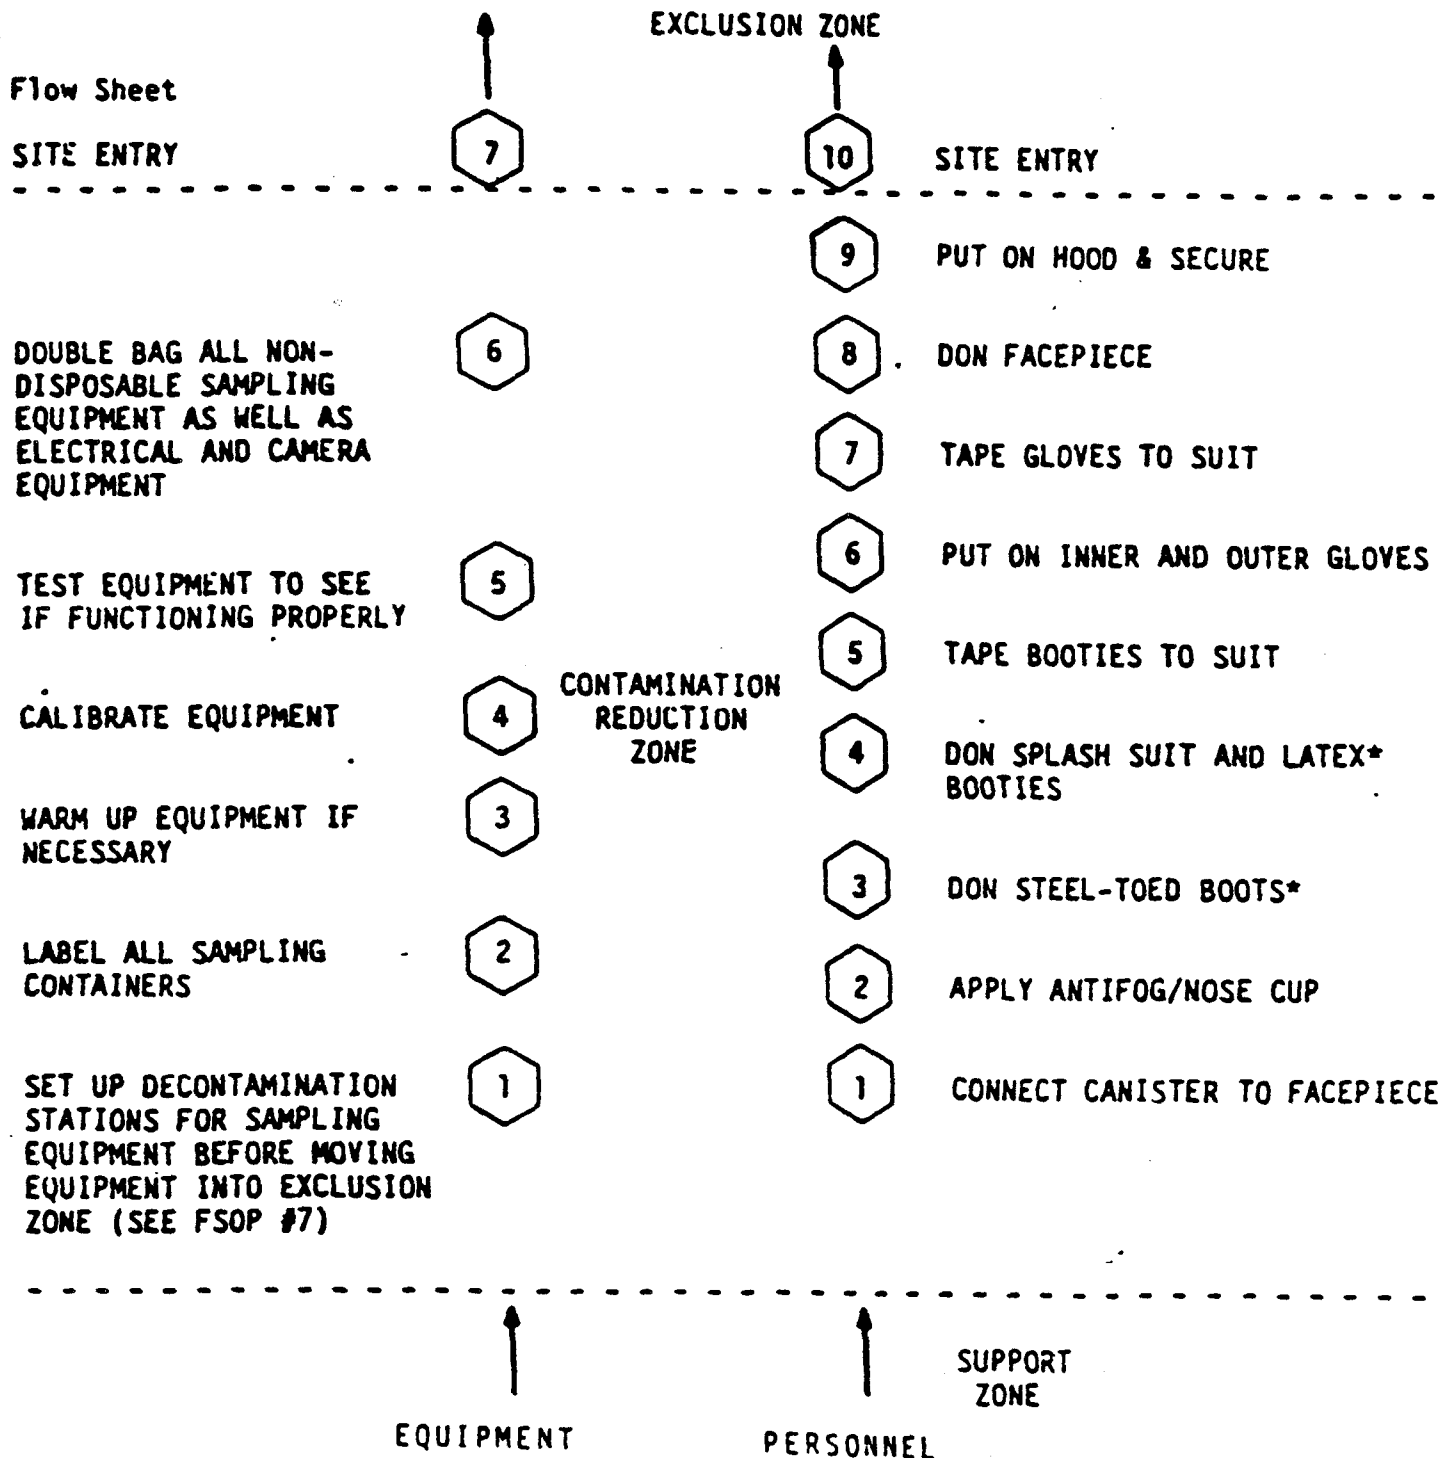 EXCLUSION ZONE
Flow Sheet
SITE ENTRY
7
10
SITE ENTRY
9
PUT ON HOOD & SECURE
DOUBLE BAG ALL NON-
DISPOSABLE SAMPLING
EQUIPMENT AS WELL AS
ELECTRICAL AND CAMERA
EQUIPMENT
6
8
DON FACEPIECE
7
TAPE GLOVES TO SUIT
6
PUT ON INNER AND OUTER GLOVES
TEST EQUIPMENT TO SEE
IF FUNCTIONING PROPERLY
5
5
TAPE BOOTIES TO SUIT
CALIBRATE EQUIPMENT
4
CONTAMINATION
REDUCTION
ZONE
4
DON SPLASH SUIT AND LATEX*
BOOTIES
WARM UP EQUIPMENT IF
NECESSARY
3
3
DON STEEL-TOED BOOTS*
LABEL ALL SAMPLING
CONTAINERS
2
2
APPLY ANTIFOG/NOSE CUP
SET UP DECONTAMINATION
STATIONS FOR SAMPLING
EQUIPMENT BEFORE MOVING
EQUIPMENT INTO EXCLUSION
ZONE (SEE FSOP #7)
1
1
CONNECT CANISTER TO FACEPIECE
SUPPORT
ZONE
EQUIPMENT
PERSONNEL